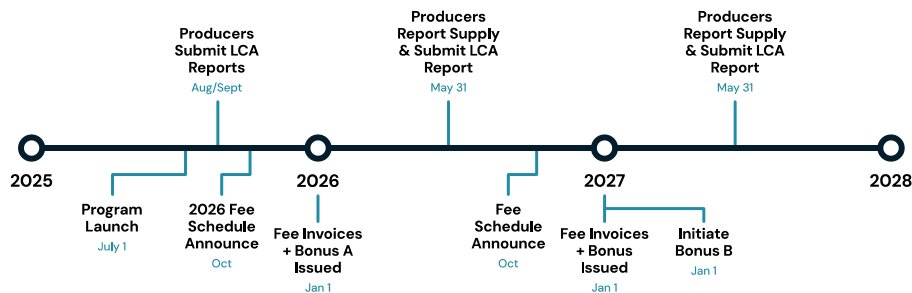 Producers
Submit LCA
Reports
Aug/Sept
Producers
Report Supply
& Submit LCA
Report
May 31
Producers
Report Supply
& Submit LCA
Report
May 31
2025
2026
2027
2028
Program
Launch
July 1
2026 Fee
Schedule
Announce
Oct
Fee Invoices
+ Bonus A
Issued
Jan 1
Fee
Schedule
Announce
Oct
Fee Invoices
+ Bonus
Issued
Jan 1
Initiate
Bonus B
Jan 1